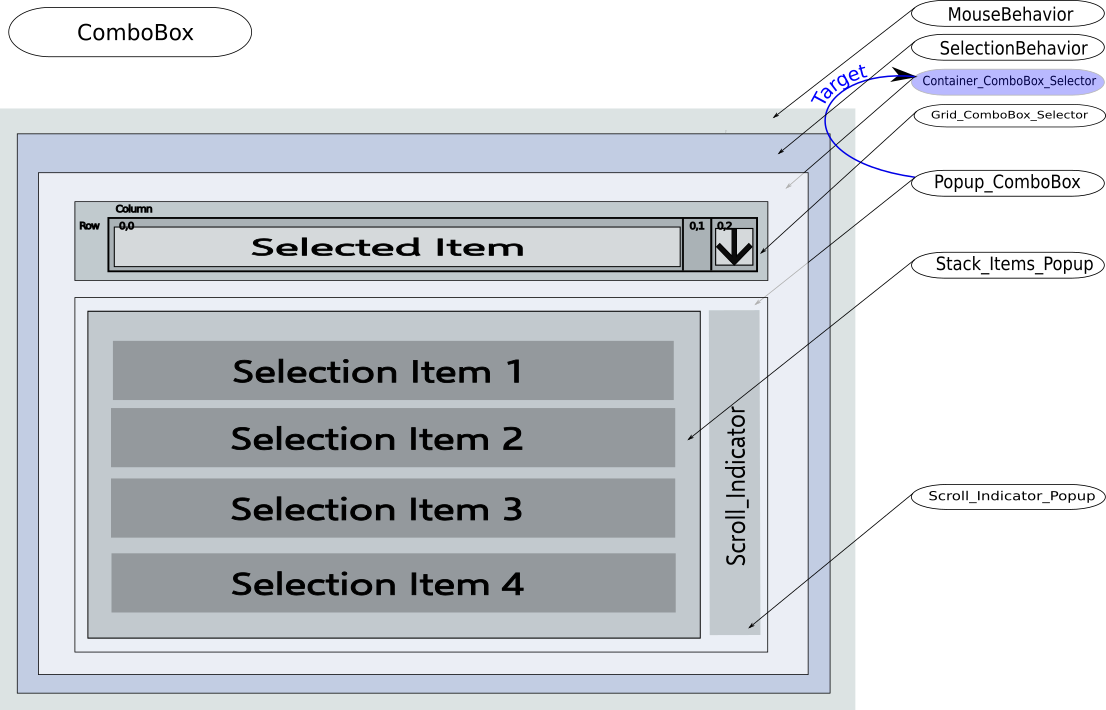 ComboBox
MouseBehavior
SelectionBehavior
Container_ComboBox_Selector
Target
Grid_ComboBox_Selector
Popup_ComboBox
Column
Row
0,0
0,1
0,2
Selected Item
Stack_Items_Popup
Selection Item 1
Selection Item 2
Selection Item 3
Selection Item 4
Scroll_Indicator
Scroll_Indicator_Popup